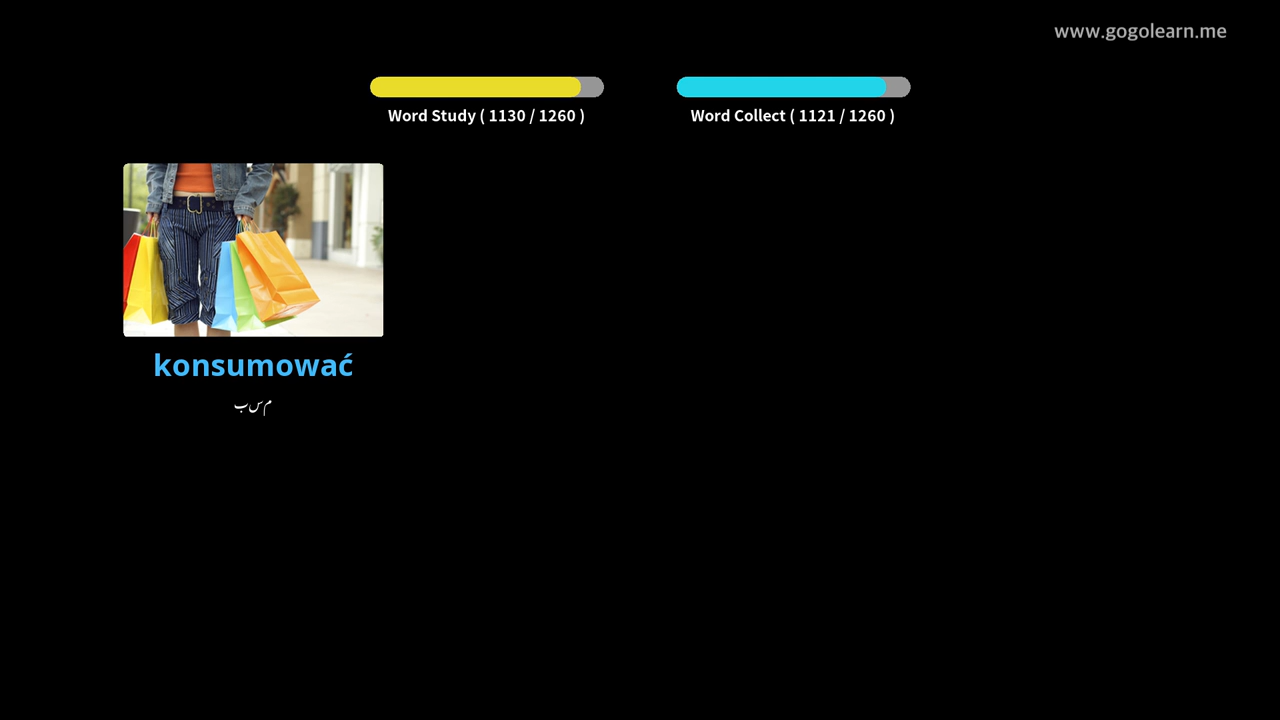 www.gogolearn.me
Word Study ( 1130 / 1260 )
Word Collect ( 1121 / 1260 )
konsumować
م س ب